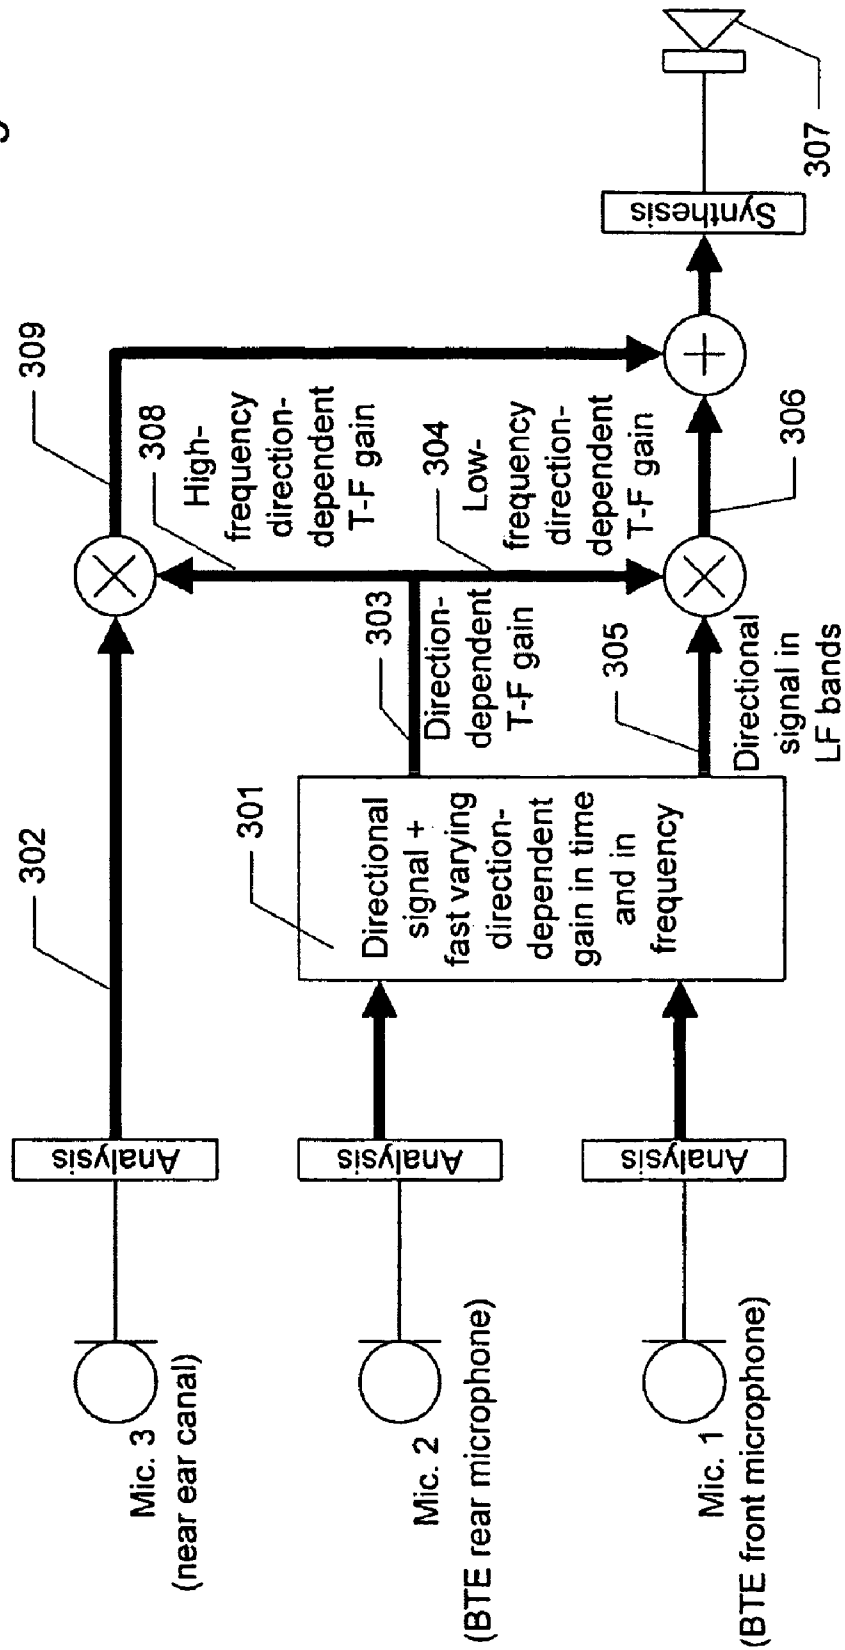 Mic. 3
(near ear canal)
Analysis
302
309
308
High-
frequency
direction-
dependent
T-F gain
Mic. 2
(BTE rear microphone)
Analysis
301
Directional
signal +
fast varying
direction-
dependent
gain in time
and in
frequency
303
Direction-
dependent
T-F gain
304
Low-
frequency
direction-
dependent
T-F gain
Mic. 1
(BTE front microphone)
Analysis
305
Directional
signal in
LF bands
306
+
Synthesis
307